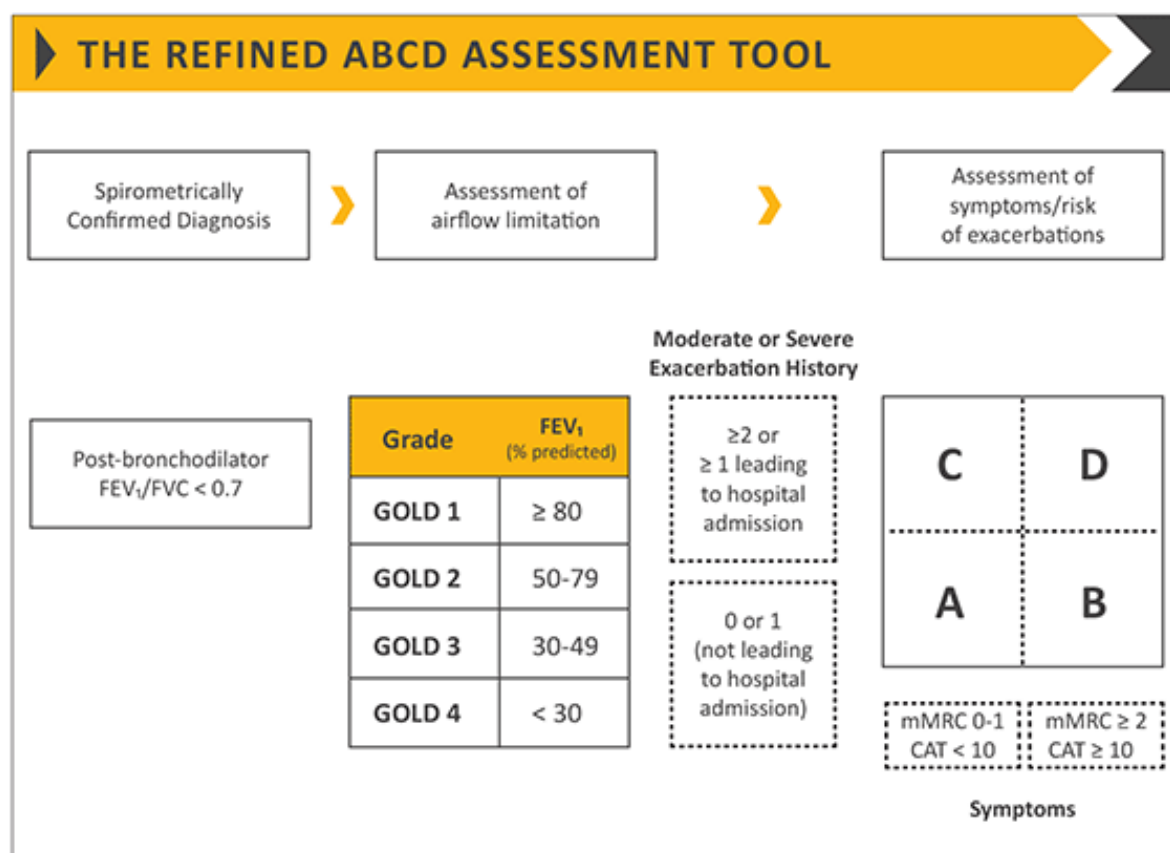 THE REFINED ABCD ASSESSMENT TOOL
Spirometrically
Confirmed Diagnosis
Assessment of
airflow limitation
Assessment of
symptoms/risk
of exacerbations
Post-bronchodilator
FEV₁/FVC < 0.7
Grade
FEV₁
(% predicted)
GOLD 1
≥ 80
GOLD 2
50-79
GOLD 3
30-49
GOLD 4
< 30
Moderate or Severe
Exacerbation History
≥2 or
≥ 1 leading
to hospital
admission
0 or 1
(not leading
to hospital
admission)
C
D
A
B
mMRC 0-1
CAT < 10
mMRC ≥ 2
CAT ≥ 10
Symptoms